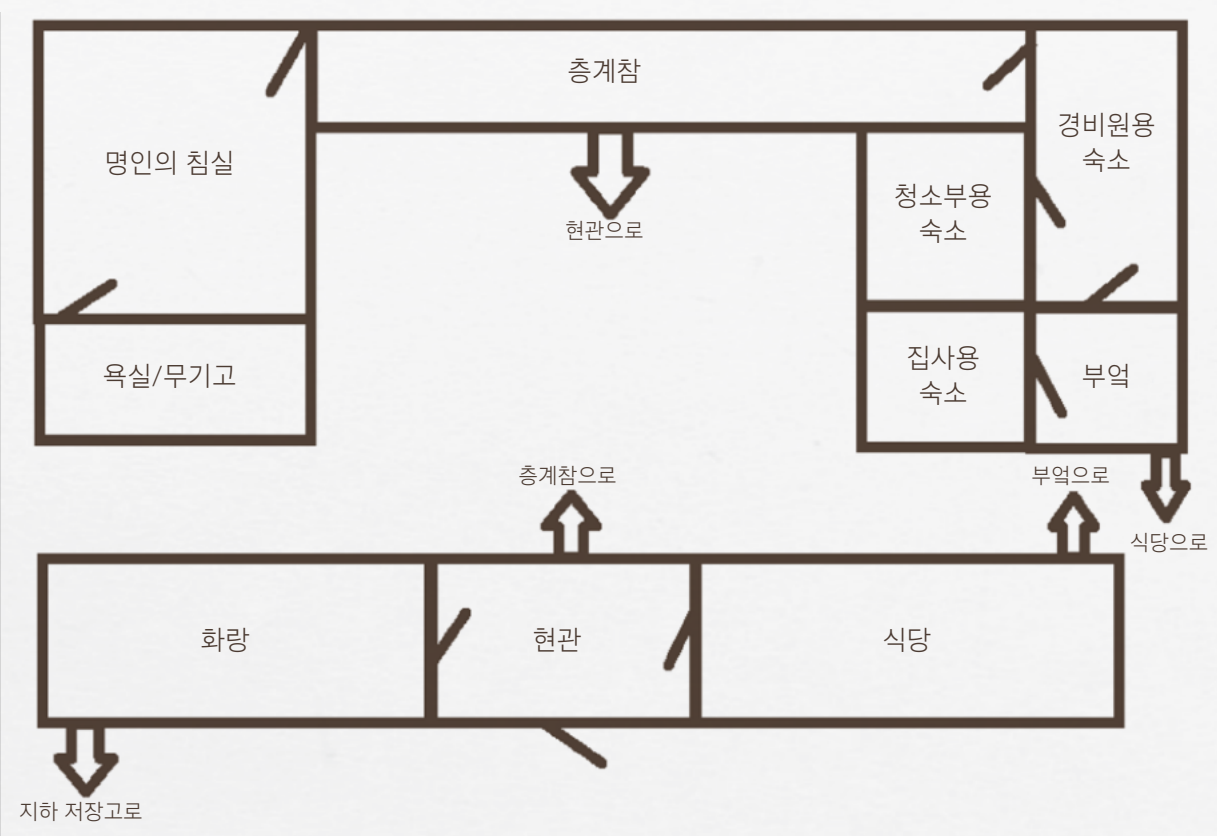 층계참
경비원용
숙소
명인의 침실
청소부용
숙소
현관으로
욕실/무기고
집사용
숙소
부엌
층계참으로
부엌으로
식당으로
화랑
현관
식당
지하 저장고로